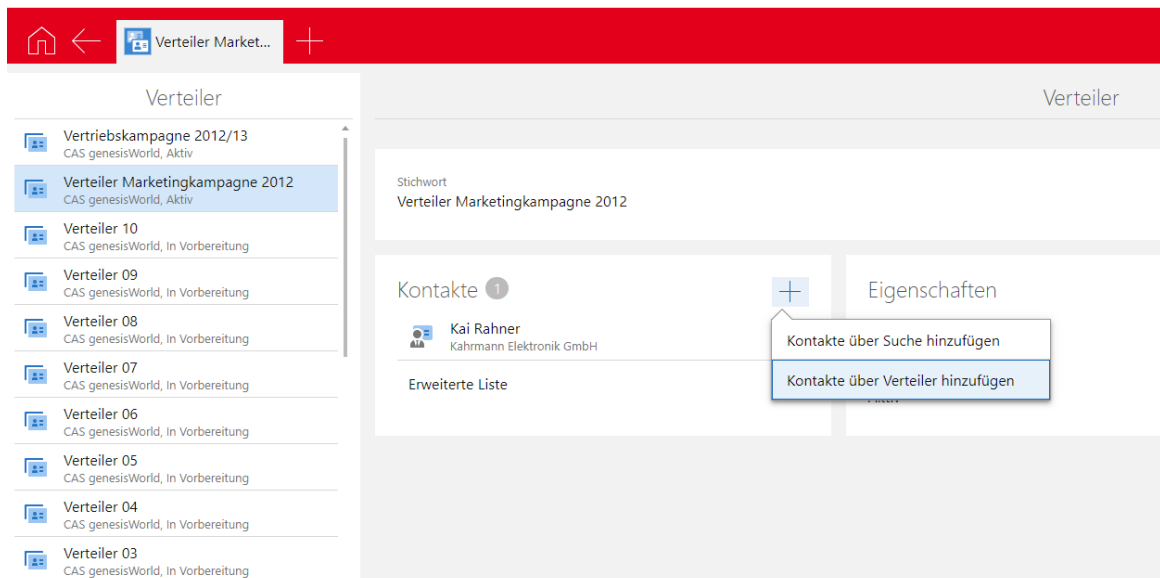 Verteiler Market...
Verteiler
Vertriebskampagne 2012/13
CAS genesisWorld, Aktiv
Verteiler Marketingkampagne 2012
CAS genesisWorld, Aktiv
Verteiler 10
CAS genesisWorld, In Vorbereitung
Verteiler 09
CAS genesisWorld, In Vorbereitung
Verteiler 08
CAS genesisWorld, In Vorbereitung
Verteiler 07
CAS genesisWorld, In Vorbereitung
Verteiler 06
CAS genesisWorld, In Vorbereitung
Verteiler 05
CAS genesisWorld, In Vorbereitung
Verteiler 04
CAS genesisWorld, In Vorbereitung
Verteiler 03
CAS genesisWorld, In Vorbereitung
Verteiler
Stichwort
Verteiler Marketingkampagne 2012
Kontakte 1
Kai Rahner
Kahrmann Elektronik GmbH
Erweiterte Liste
Kontakte über Suche hinzufügen
Kontakte über Verteiler hinzufügen
Eigenschaften